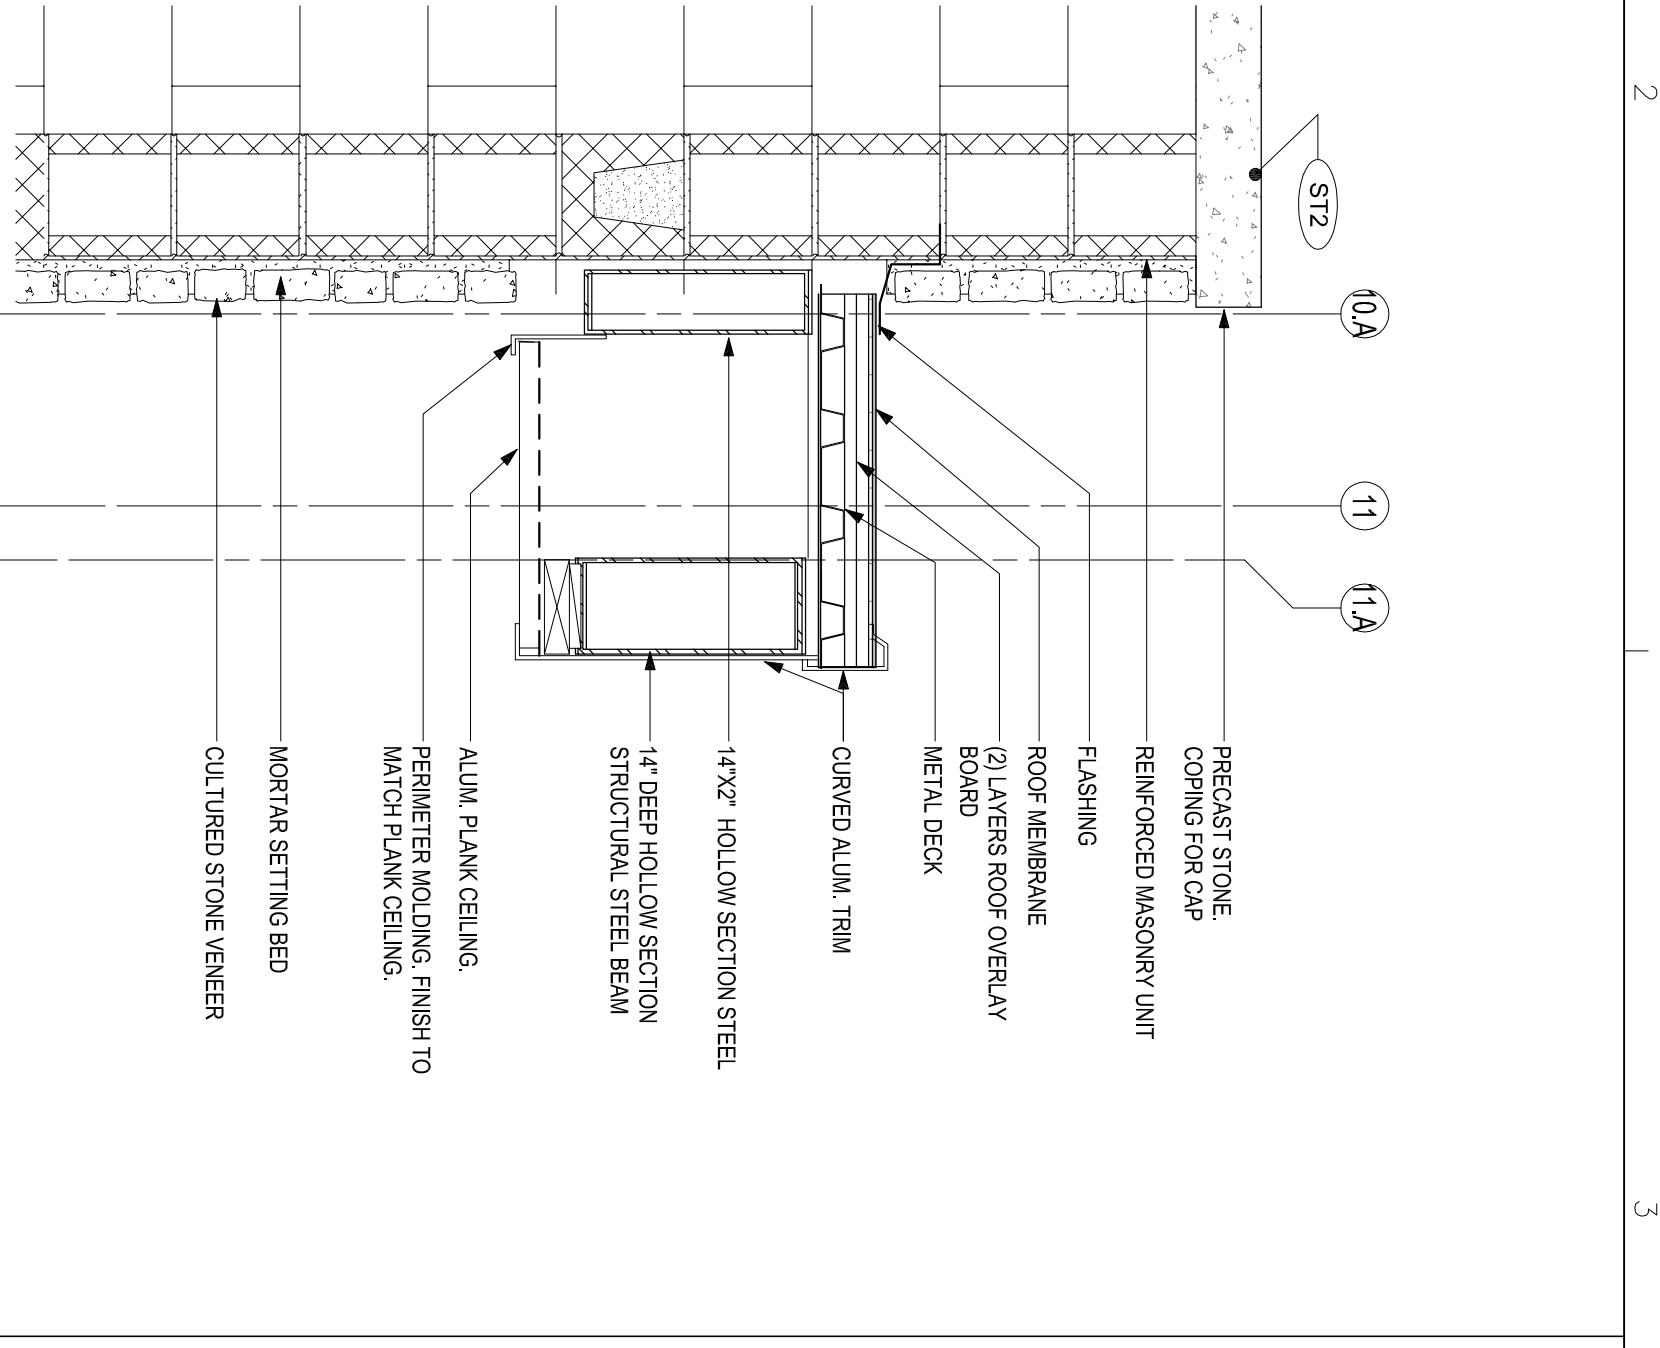 2
3
ST2
10.A
11
11.A
PRECAST STONE.
COPING FOR CAP
REINFORCED MASONRY UNIT
FLASHING
ROOF MEMBRANE
(2) LAYERS ROOF OVERLAY
BOARD
METAL DECK
CURVED ALUM. TRIM
14"X2" HOLLOW SECTION STEEL
14" DEEP HOLLOW SECTION
STRUCTURAL STEEL BEAM
ALUM. PLANK CEILING.
PERIMETER MOLDING. FINISH TO
MATCH PLANK CEILING.
MORTAR SETTING BED
CULTURED STONE VENEER